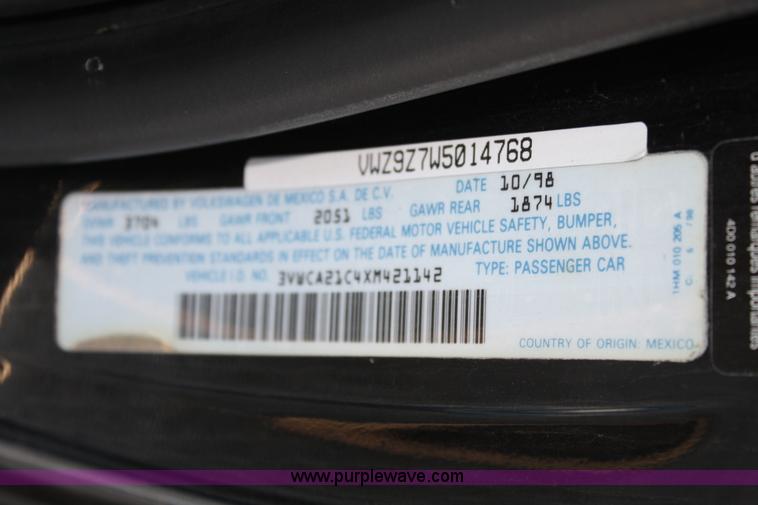 VWZ9Z7W5014768
MANUFACTURED BY VOLKSWAGEN DE MEXICO S.A. DE C.V. DATE 10/98
GVWR 3704 LBS GAWR FRONT 2051 LBS GAWR REAR 1874 LBS
THIS VEHICLE CONFORMS TO ALL APPLICABLE U.S. FEDERAL MOTOR VEHICLE SAFETY, BUMPER,
AND THEFT PREVENTION STANDARDS IN EFFECT ON THE DATE OF MANUFACTURE SHOWN ABOVE.
VEHICLE I.D. NO. 3VWCA21C4XM421142 TYPE: PASSENGER CAR
COUNTRY OF ORIGIN: MEXICO
1HM 010 205 A
C. 5 / 98
4D0 010 142 A
www.purplewave.com